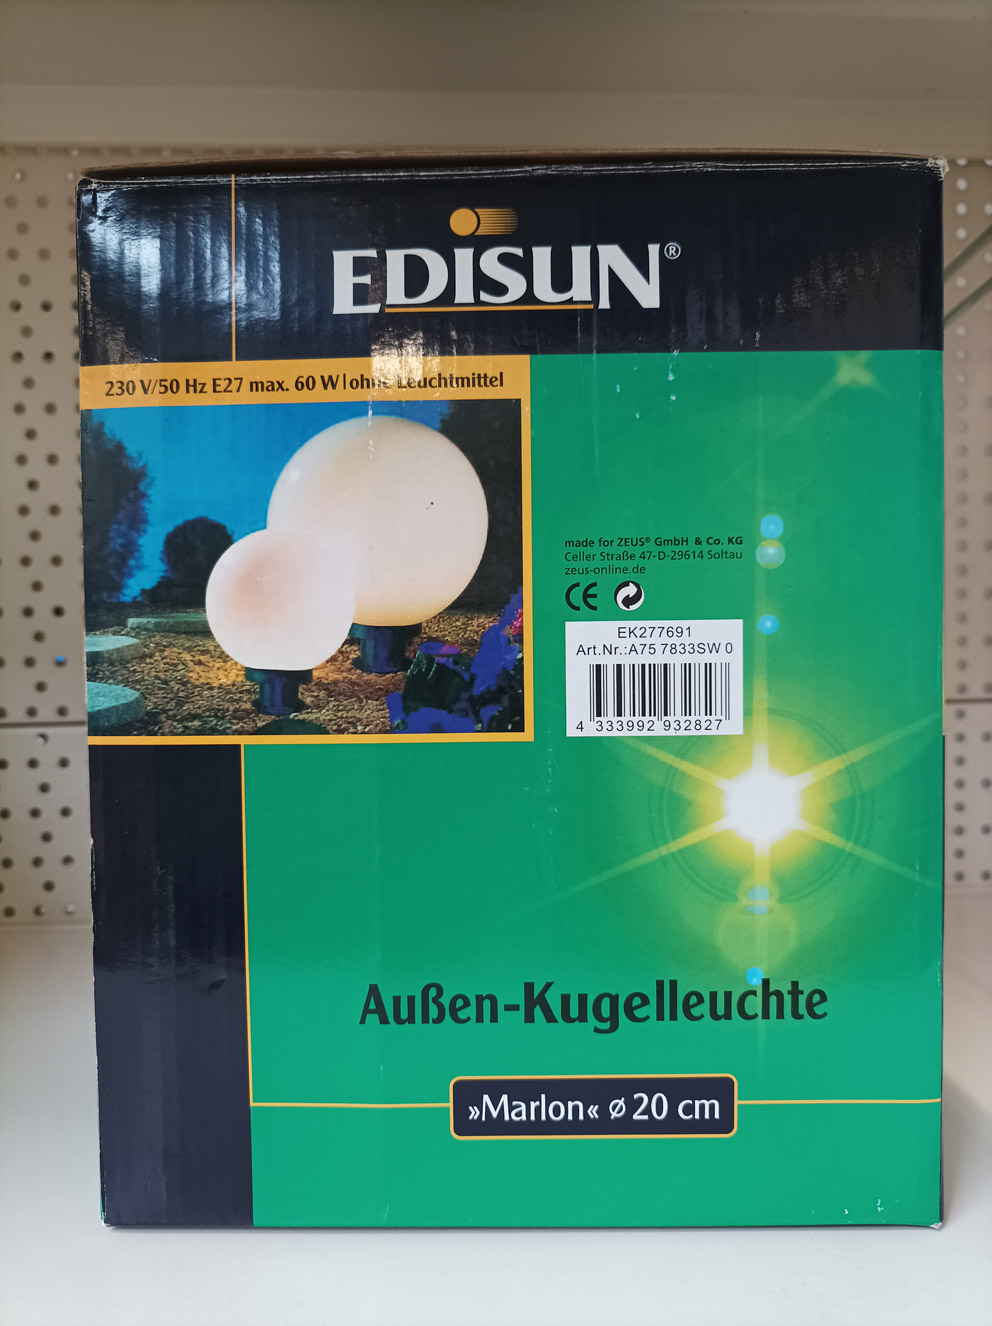 EDISUN®
230 V/50 Hz E27 max. 60 W | ohne Leuchtmittel
made for ZEUS® GmbH & Co. KG
Celler Straße 47 • D-29614 Soltau
zeus-online.de
CE
EK277691
Art.Nr.:A75 7833SW 0
4 333992 932827
Außen-Kugelleuchte
»Marlon« ø 20 cm